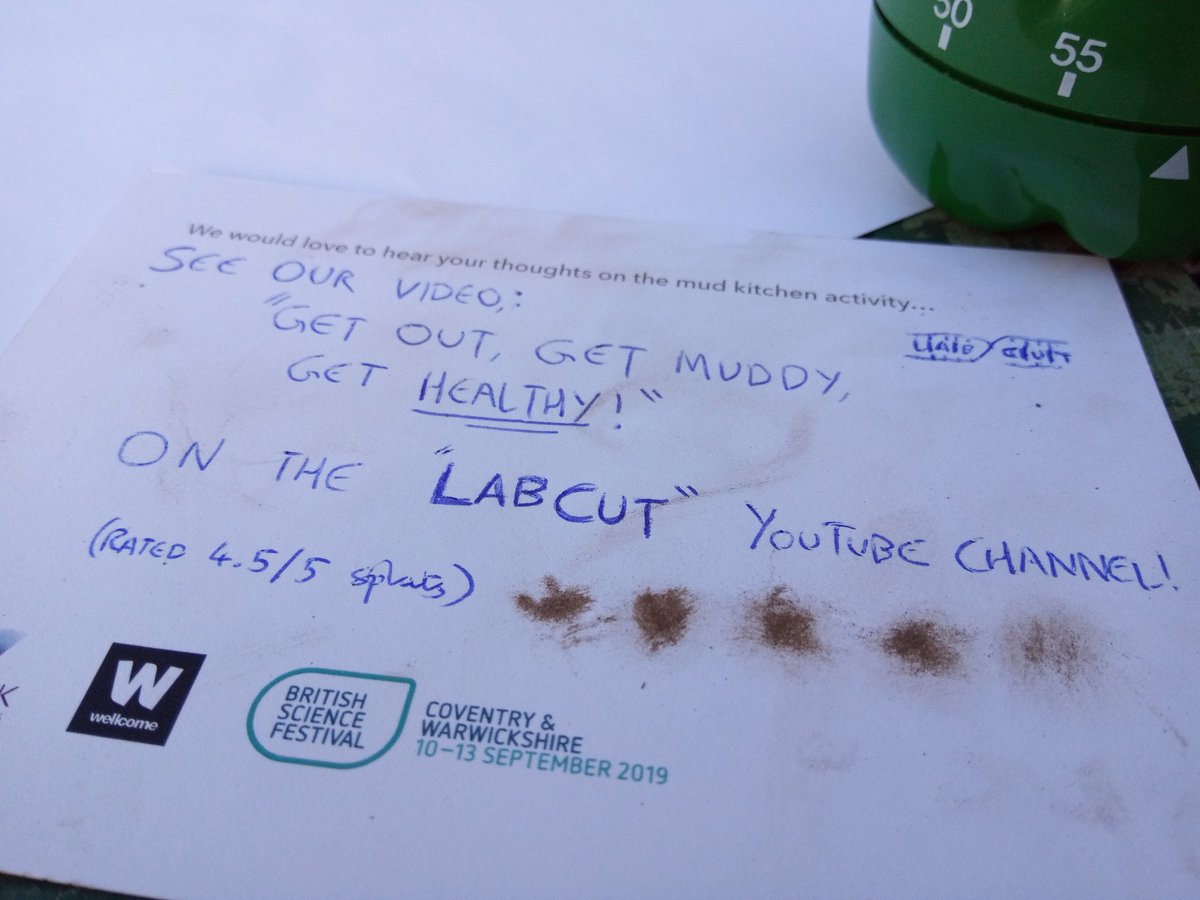 50
55
We would love to hear your thoughts on the mud kitchen activity...
SEE OUR VIDEO,:
"GET OUT, GET MUDDY,
GET HEALTHY!"
ON THE "LABCUT" YOUTUBE CHANNEL!
(RATED 4.5/5 splats)
K
W
wellcome
BRITISH
SCIENCE
FESTIVAL
COVENTRY &
WARWICKSHIRE
10–13 SEPTEMBER 2019